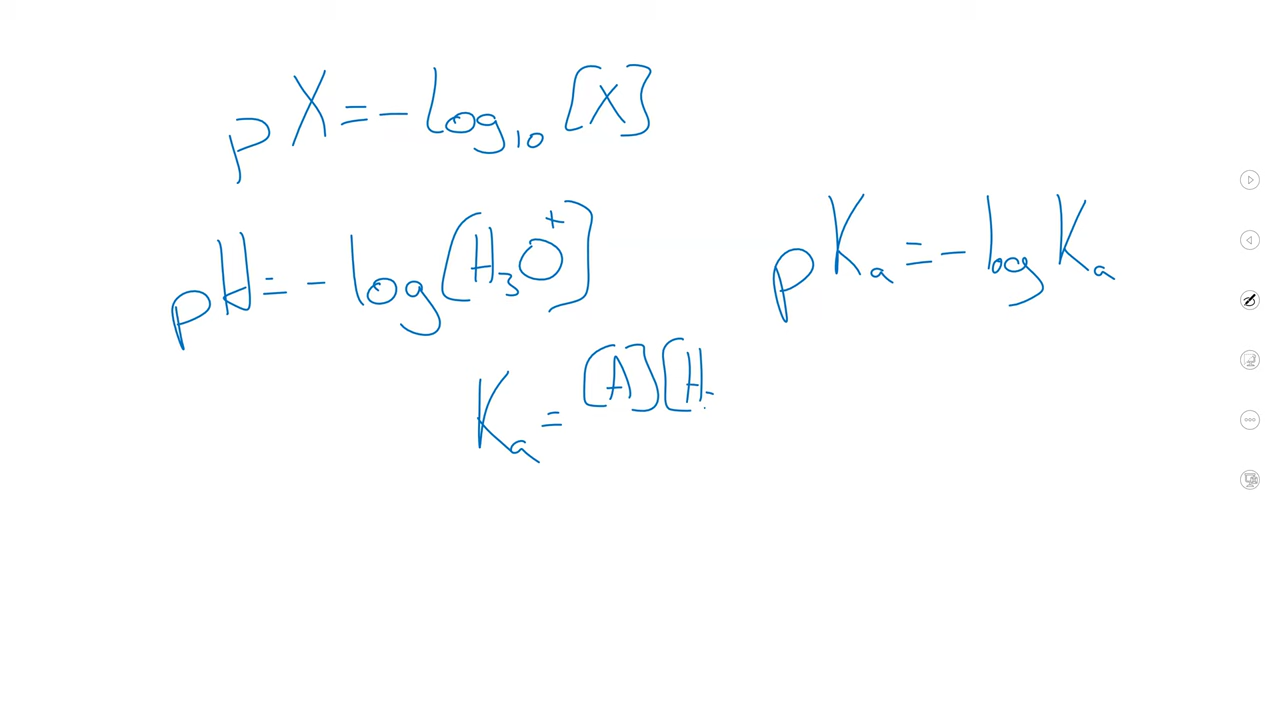 pX = -log₁₀ [X]
pH = -log [H₃O⁺]
pKₐ = -log Kₐ
Kₐ = [A] [H